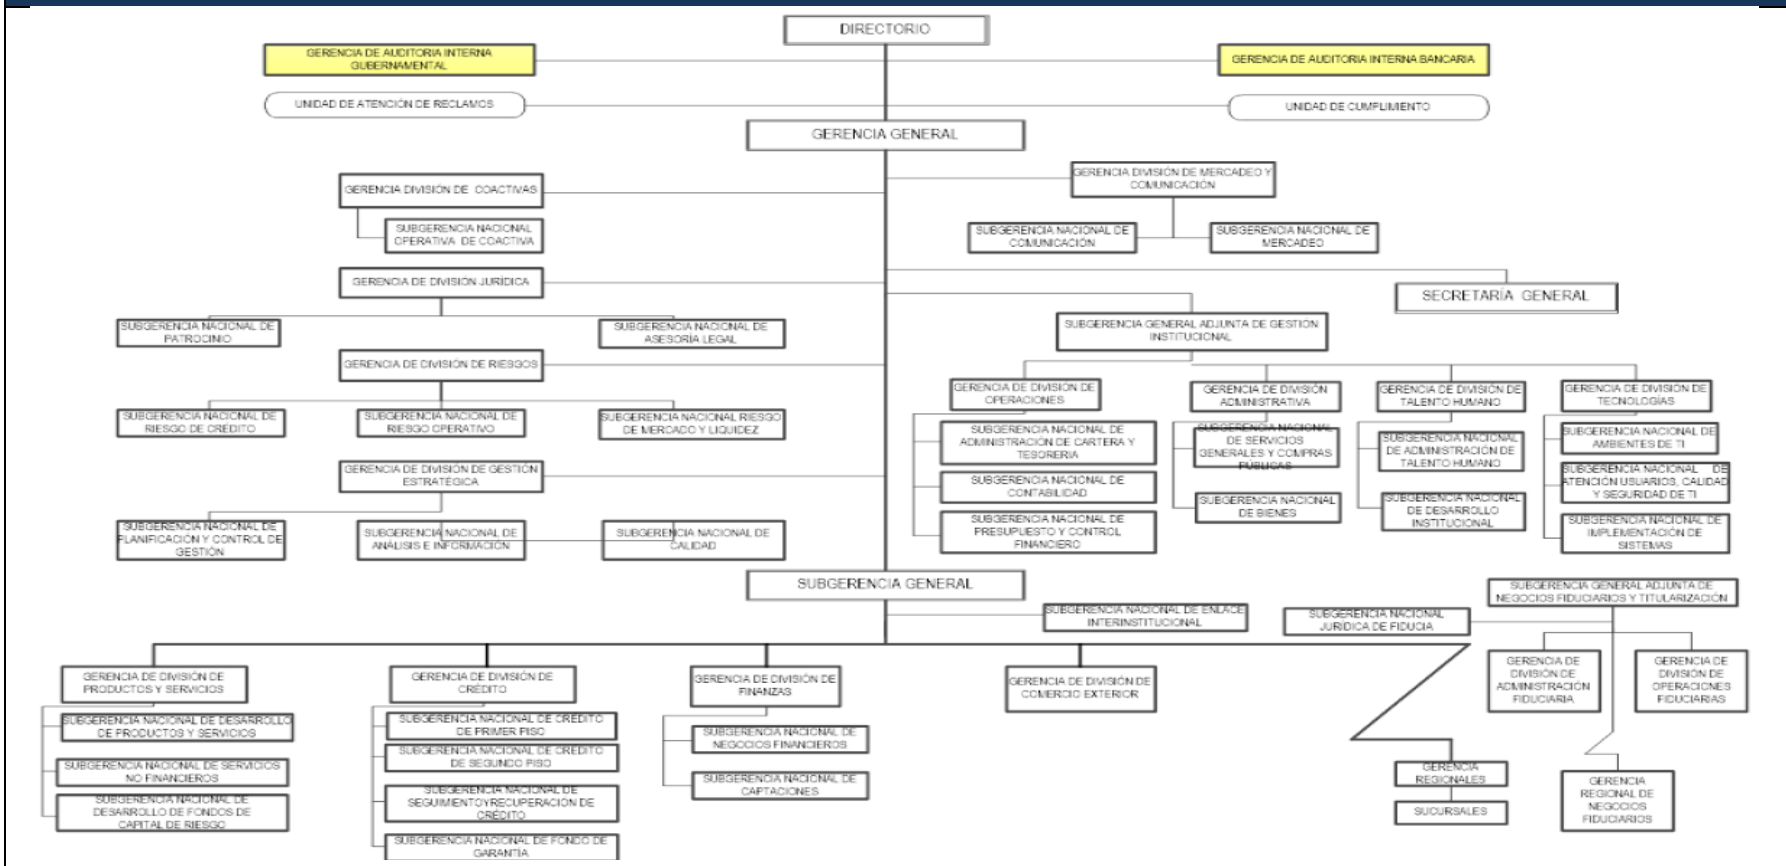 DIRECTORIO
GERENCIA DE AUDITORIA INTERNA
GUBERNAMENTAL
GERENCIA DE AUDITORIA INTERNA BANCARIA
UNIDAD DE ATENCIÓN DE RECLAMOS
UNIDAD DE CUMPLIMIENTO
GERENCIA GENERAL
GERENCIA DIVISIÓN DE COACTIVAS
SUBGERENCIA NACIONAL
OPERATIVA DE COACTIVA
GERENCIA DIVISIÓN DE MERCADEO Y
COMUNICACIÓN
SUBGERENCIA NACIONAL DE
COMUNICACIÓN
SUBGERENCIA NACIONAL DE
MERCADEO
GERENCIA DE DIVISIÓN JURÍDICA
SUBGERENCIA NACIONAL DE
PATROCINIO
SUBGERENCIA NACIONAL DE
ASESORÍA LEGAL
SECRETARÍA GENERAL
SUBGERENCIA GENERAL ADJUNTA DE GESTION
INSTITUCIONAL
GERENCIA DE DIVISIÓN DE RIESGOS
SUBGERENCIA NACIONAL DE
RIESGO DE CRÉDITO
SUBGERENCIA NACIONAL DE
RIESGO OPERATIVO
SUBGERENCIA NACIONAL RIESGO
DE MERCADO Y LIQUIDEZ
GERENCIA DE DIVISIÓN DE
OPERACIONES
SUBGERENCIA NACIONAL DE
ADMINISTRACIÓN DE CARTERA Y
TESORERIA
SUBGERENCIA NACIONAL DE
CONTABILIDAD
SUBGERENCIA NACIONAL DE
PRESUPUESTO Y CONTROL
FINANCIERO
GERENCIA DE DIVISIÓN
ADMINISTRATIVA
SUBGERENCIA NACIONAL
DE SERVICIOS
GENERALES Y COMPRAS
PÚBLICAS
SUBGERENCIA NACIONAL
DE BIENES
GERENCIA DE DIVISIÓN DE
TALENTO HUMANO
SUBGERENCIA NACIONAL
DE ADMINISTRACIÓN DE
TALENTO HUMANO
SUBGERENCIA NACIONAL
DE DESARROLLO
INSTITUCIONAL
GERENCIA DE DIVISIÓN DE
TECNOLOGÍAS
SUBGERENCIA NACIONAL DE
AMBIENTES DE TI
SUBGERENCIA NACIONAL DE
ATENCIÓN USUARIOS, CALIDAD
Y SEGURIDAD DE TI
SUBGERENCIA NACIONAL DE
IMPLEMENTACIÓN DE
SISTEMAS
GERENCIA DE DIVISIÓN DE GESTIÓN
ESTRATÉGICA
SUBGERENCIA NACIONAL DE
PLANIFICACIÓN Y CONTROL DE
GESTIÓN
SUBGERENCIA NACIONAL DE
ANÁLISIS E INFORMACIÓN
SUBGERENCIA NACIONAL DE
CALIDAD
SUBGERENCIA GENERAL
SUBGERENCIA NACIONAL DE ENLACE
INTERINSTITUCIONAL
SUBGERENCIA GENERAL ADJUNTA DE
NEGOCIOS FIDUCIARIOS Y TITULARIZACIÓN
SUBGERENCIA NACIONAL
JURIDICA DE FIDUCIA
GERENCIA DE
DIVISIÓN DE
ADMINISTRACIÓN
FIDUCIARIA
GERENCIA DE
DIVISIÓN DE
OPERACIONES
FIDUCIARIAS
GERENCIA DE DIVISIÓN DE
PRODUCTOS Y SERVICIOS
SUBGERENCIA NACIONAL DE DESARROLLO
DE PRODUCTOS Y SERVICIOS
SUBGERENCIA NACIONAL DE SERVICIOS
NO FINANCIEROS
SUBGERENCIA NACIONAL DE
DESARROLLO DE FONDOS DE
CAPITAL DE RIESGO
GERENCIA DE DIVISIÓN DE
CRÉDITO
SUBGERENCIA NACIONAL DE CREDITO
DE PRIMER PISO
SUBGERENCIA NACIONAL DE CREDITO
DE SEGUNDO PISO
SUBGERENCIA NACIONAL DE
SEGUIMIENTOYRECUPERACION DE
CRÉDITO
SUBGERENCIA NACIONAL DE FONDO DE
GARANTÍA
GERENCIA DE DIVISIÓN DE
FINANZAS
SUBGERENCIA NACIONAL DE
NEGOCIOS FINANCIEROS
SUBGERENCIA NACIONAL DE
CAPTACIONES
GERENCIA DE DIVISIÓN DE
COMERCIO EXTERIOR
GERENCIA
REGIONALES
SUCURSALES
GERENCIA
REGIONAL DE
NEGOCIOS
FIDUCIARIOS